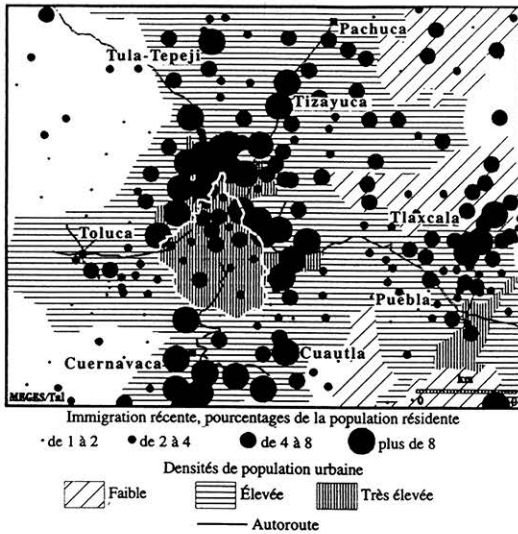 Pachuca
Tula-Tepeji
Tizayuca
Tlaxcala
Toluca
Puebla
Cuernavaca
Cuautla
km
MEGES/Tal
0
Immigration récente, pourcentages de la population résidente
de 1 à 2 de 2 à 4 de 4 à 8 plus de 8
Densités de population urbaine
Faible Élevée Très élevée
Autoroute